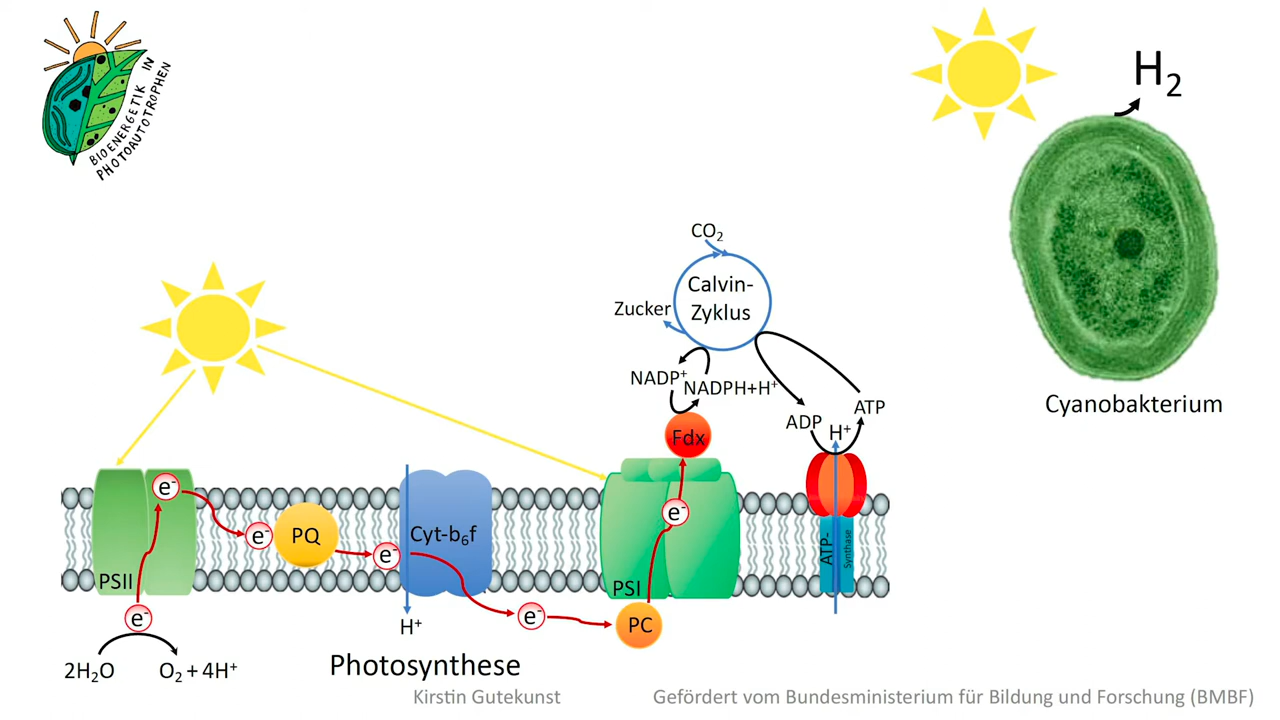 BIOENERGETIK IN
PHOTOAUTOTROPHEN
H₂
Cyanobakterium
CO₂
Calvin-
Zyklus
Zucker
NADP⁺
NADPH+H⁺
Fdx
ADP
H⁺
ATP
e⁻
e⁻
PQ
e⁻
Cyt-b₆f
e⁻
ATP-
Synthase
PSII
PSI
e⁻
e⁻
PC
H⁺
2H₂O
O₂ + 4H⁺
Photosynthese
Kirstin Gutekunst
Gefördert vom Bundesministerium für Bildung und Forschung (BMBF)